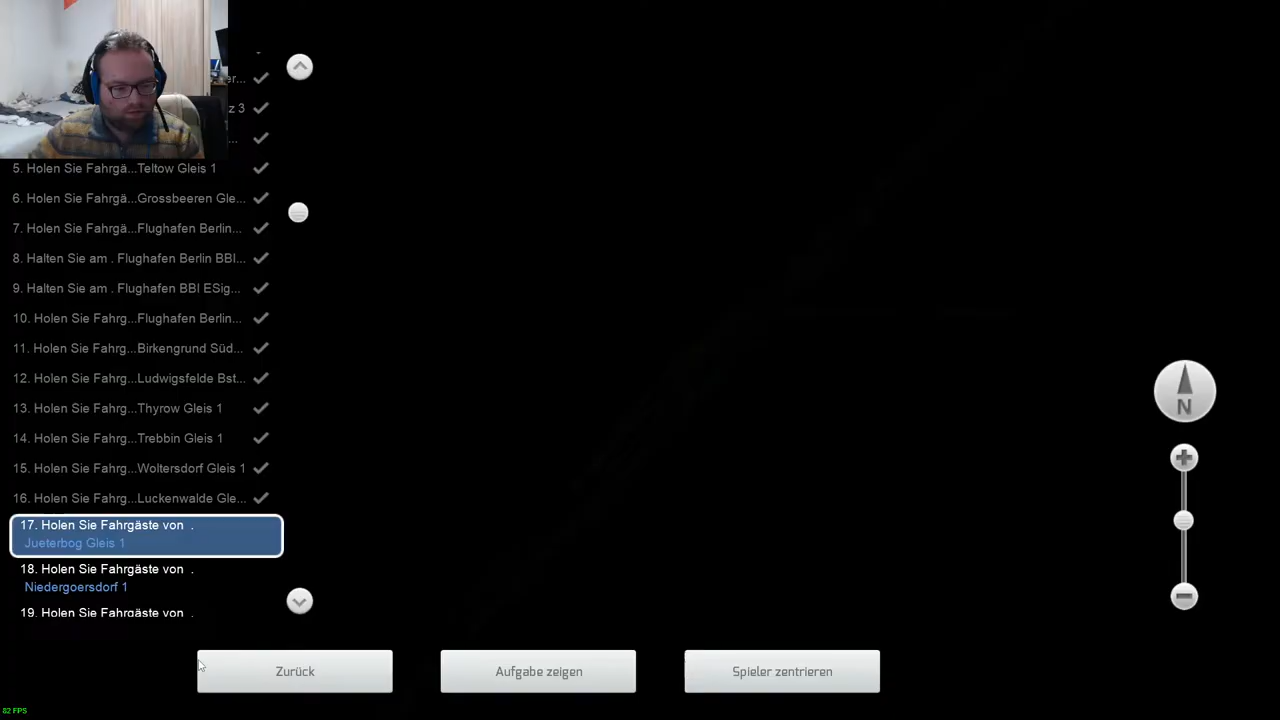 er...
z 3
...
5. Holen Sie Fahrgä...Teltow Gleis 1
6. Holen Sie Fahrgä...Grossbeeren Gle...
7. Holen Sie Fahrgä...Flughafen Berlin...
8. Halten Sie am . Flughafen Berlin BBI...
9. Halten Sie am . Flughafen BBI ESig...
10. Holen Sie Fahrg...Flughafen Berlin...
11. Holen Sie Fahrg...Birkengrund Süd...
12. Holen Sie Fahrg...Ludwigsfelde Bst...
13. Holen Sie Fahrg...Thyrow Gleis 1
14. Holen Sie Fahrg...Trebbin Gleis 1
15. Holen Sie Fahrg...Woltersdorf Gleis 1
16. Holen Sie Fahrg...Luckenwalde Gle...
17. Holen Sie Fahrgäste von .
Jueterbog Gleis 1
18. Holen Sie Fahrgäste von .
Niedergoersdorf 1
19. Holen Sie Fahrgäste von .
N
Zurück
Aufgabe zeigen
Spieler zentrieren
82 FPS